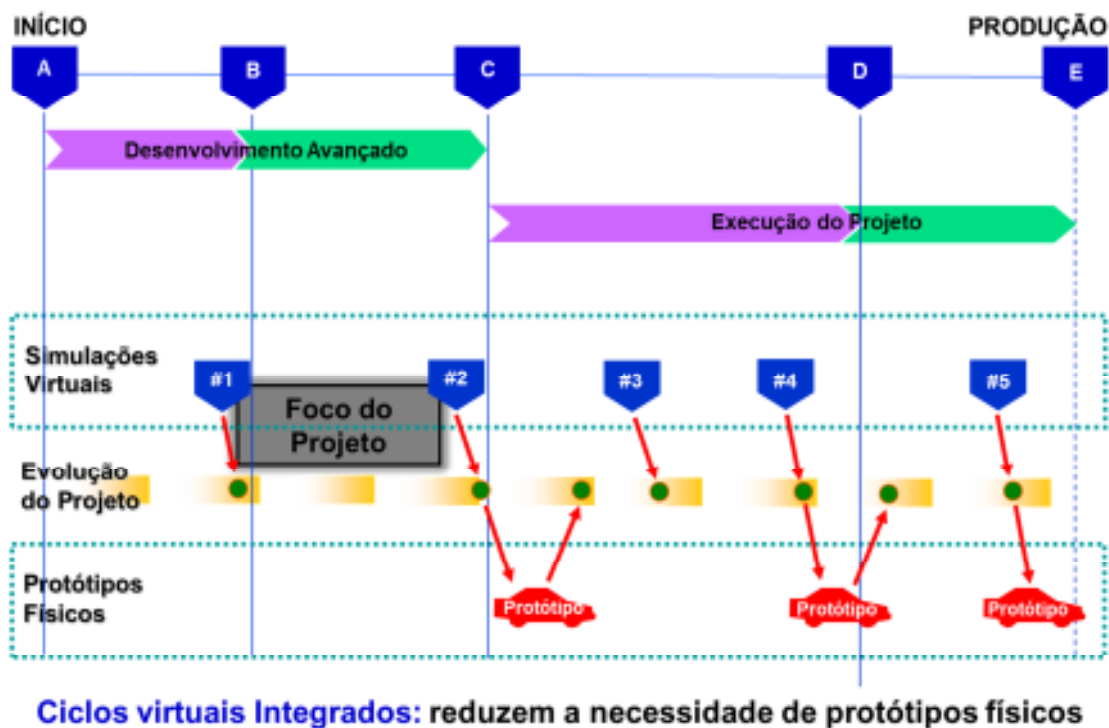 INÍCIO
PRODUÇÃO
A
B
C
D
E
Desenvolvimento Avançado
Execução do Projeto
Simulações
Virtuais
#1
#2
#3
#4
#5
Foco do
Projeto
Evolução
do Projeto
Protótipos
Físicos
Protótipo
Protótipo
Protótipo
Ciclos virtuais Integrados: reduzem a necessidade de protótipos físicos